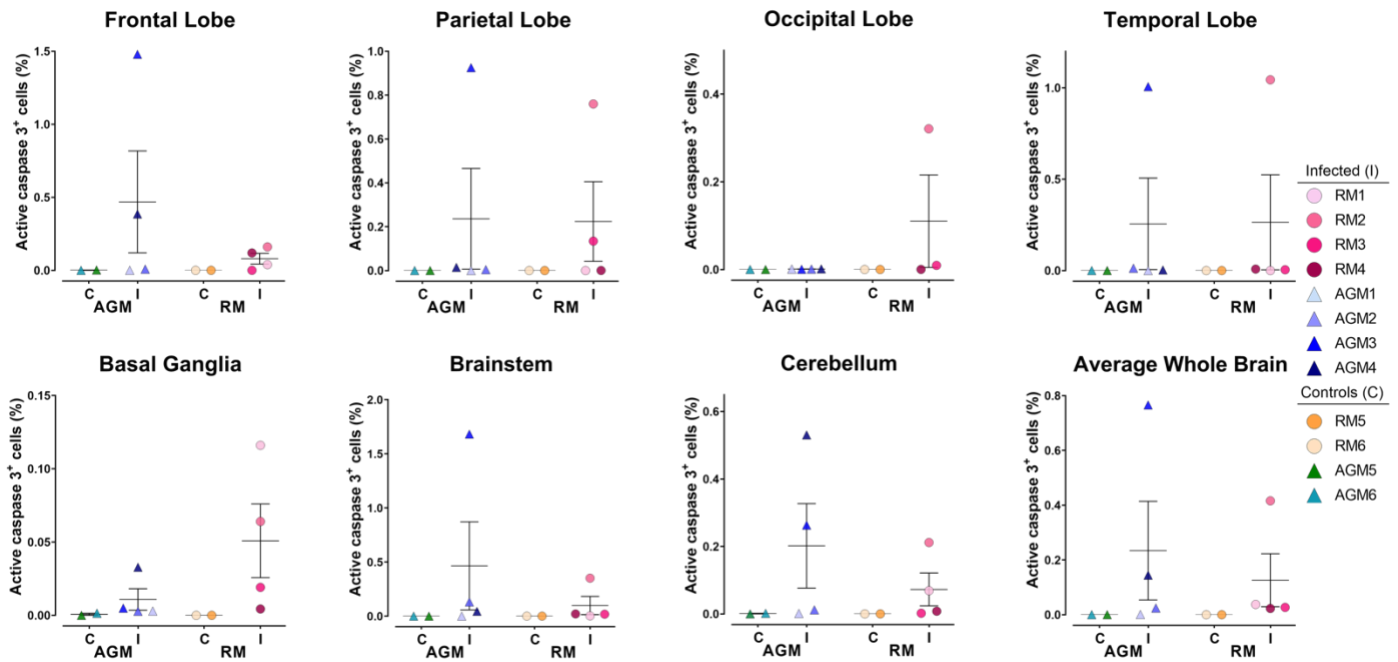 Frontal Lobe
Active caspase 3⁺ cells (%)
1.5
1.0
0.5
0.0
C I C I
AGM RM
Parietal Lobe
Active caspase 3⁺ cells (%)
1.0
0.8
0.6
0.4
0.2
0.0
C I C I
AGM RM
Occipital Lobe
Active caspase 3⁺ cells (%)
0.4
0.2
0.0
C I C I
AGM RM
Temporal Lobe
Active caspase 3⁺ cells (%)
1.0
0.5
0.0
C I C I
AGM RM
Infected (I)
RM1
RM2
RM3
RM4
AGM1
AGM2
AGM3
AGM4
Controls (C)
RM5
RM6
AGM5
AGM6
Basal Ganglia
Active caspase 3⁺ cells (%)
0.15
0.10
0.05
0.00
C I C I
AGM RM
Brainstem
Active caspase 3⁺ cells (%)
2.0
1.5
1.0
0.5
0.0
C I C I
AGM RM
Cerebellum
Active caspase 3⁺ cells (%)
0.6
0.4
0.2
0.0
C I C I
AGM RM
Average Whole Brain
Active caspase 3⁺ cells (%)
0.8
0.6
0.4
0.2
0.0
C I C I
AGM RM